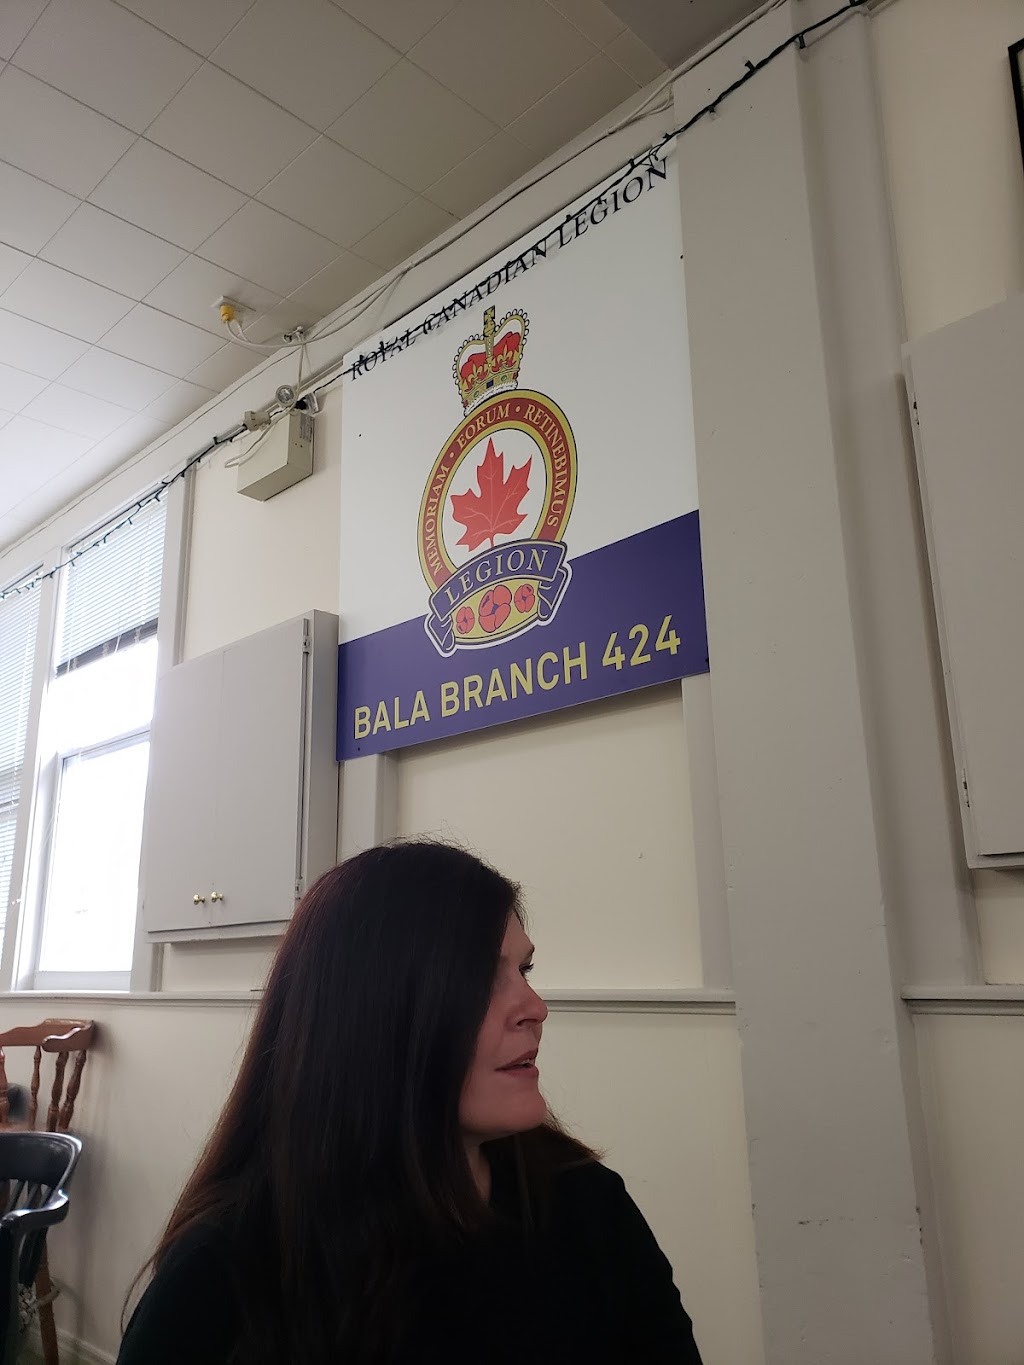 ROYAL CANADIAN LEGION
MEMORIAM • EORUM • RETINEBIMUS
LEGION
BALA BRANCH 424